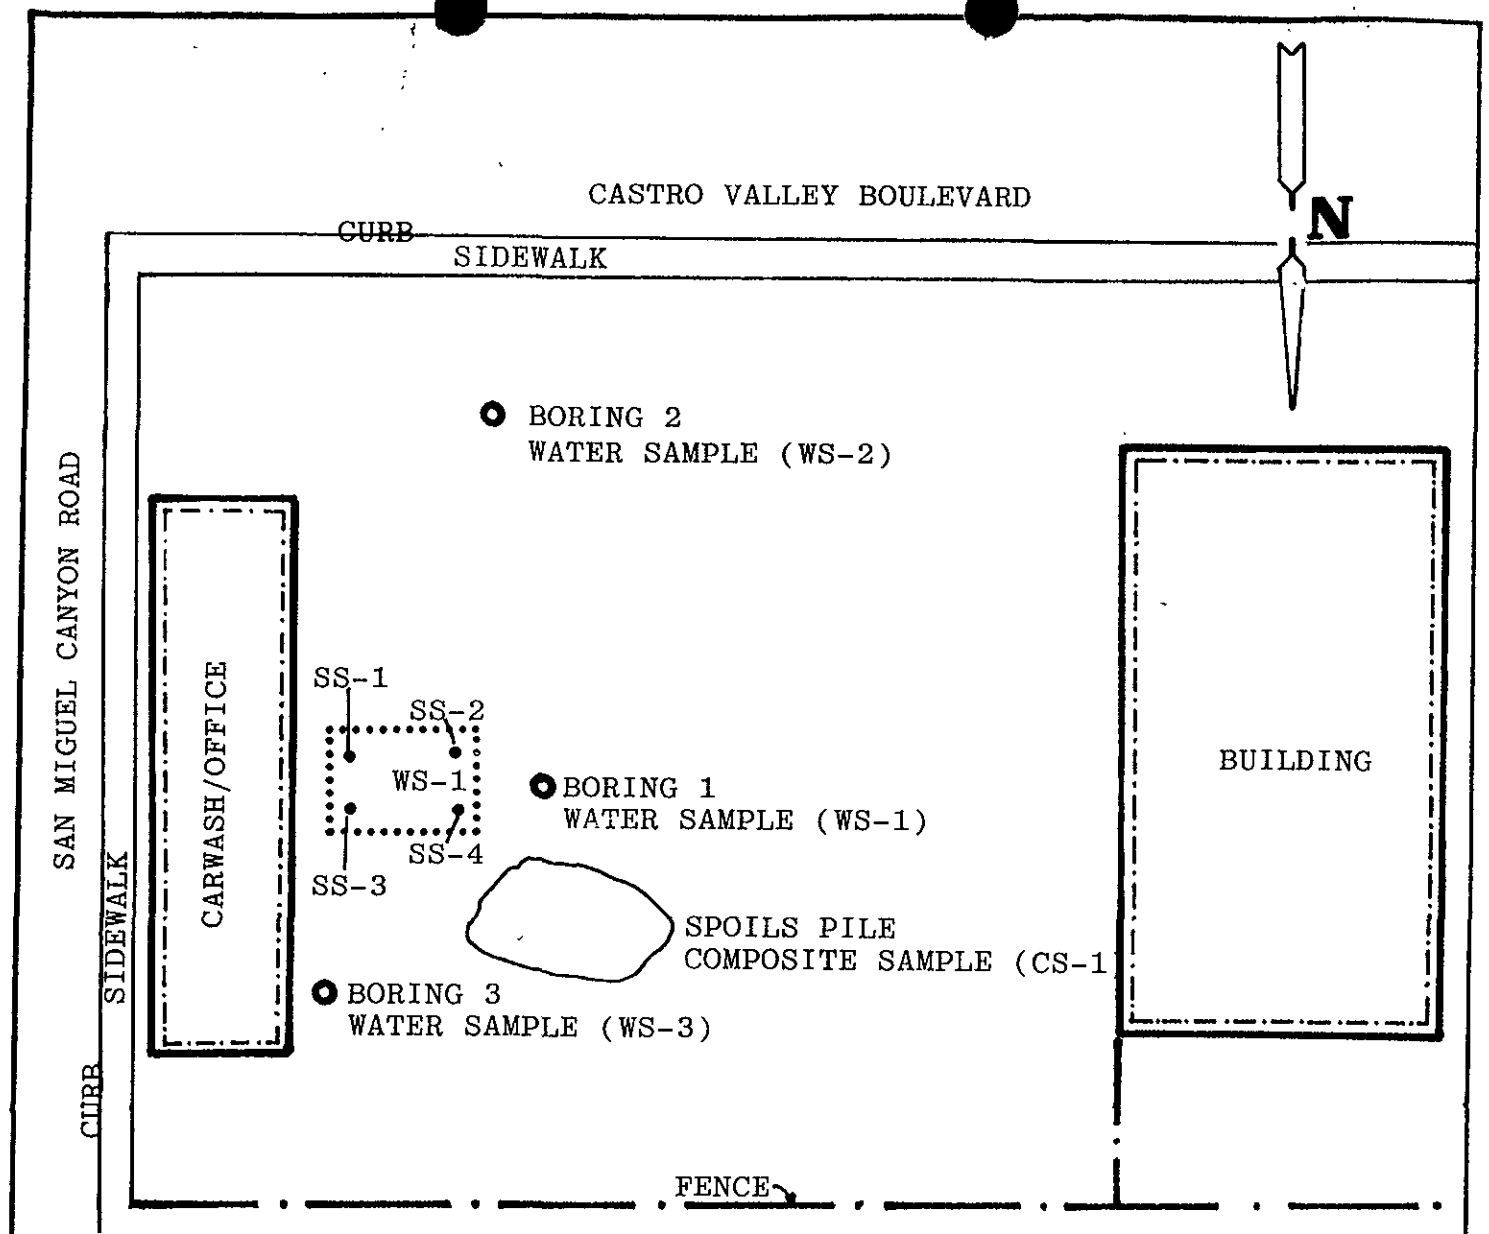 CASTRO VALLEY BOULEVARD
N
CURB
SIDEWALK
BORING 2
WATER SAMPLE (WS-2)
SAN MIGUEL CANYON ROAD
CARWASH/OFFICE
SS-1
SS-2
WS-1
BORING 1
WATER SAMPLE (WS-1)
BUILDING
SS-4
SS-3
SIDEWALK
SPOILS PILE
COMPOSITE SAMPLE (CS-1
BORING 3
WATER SAMPLE (WS-3)
CURB
FENCE